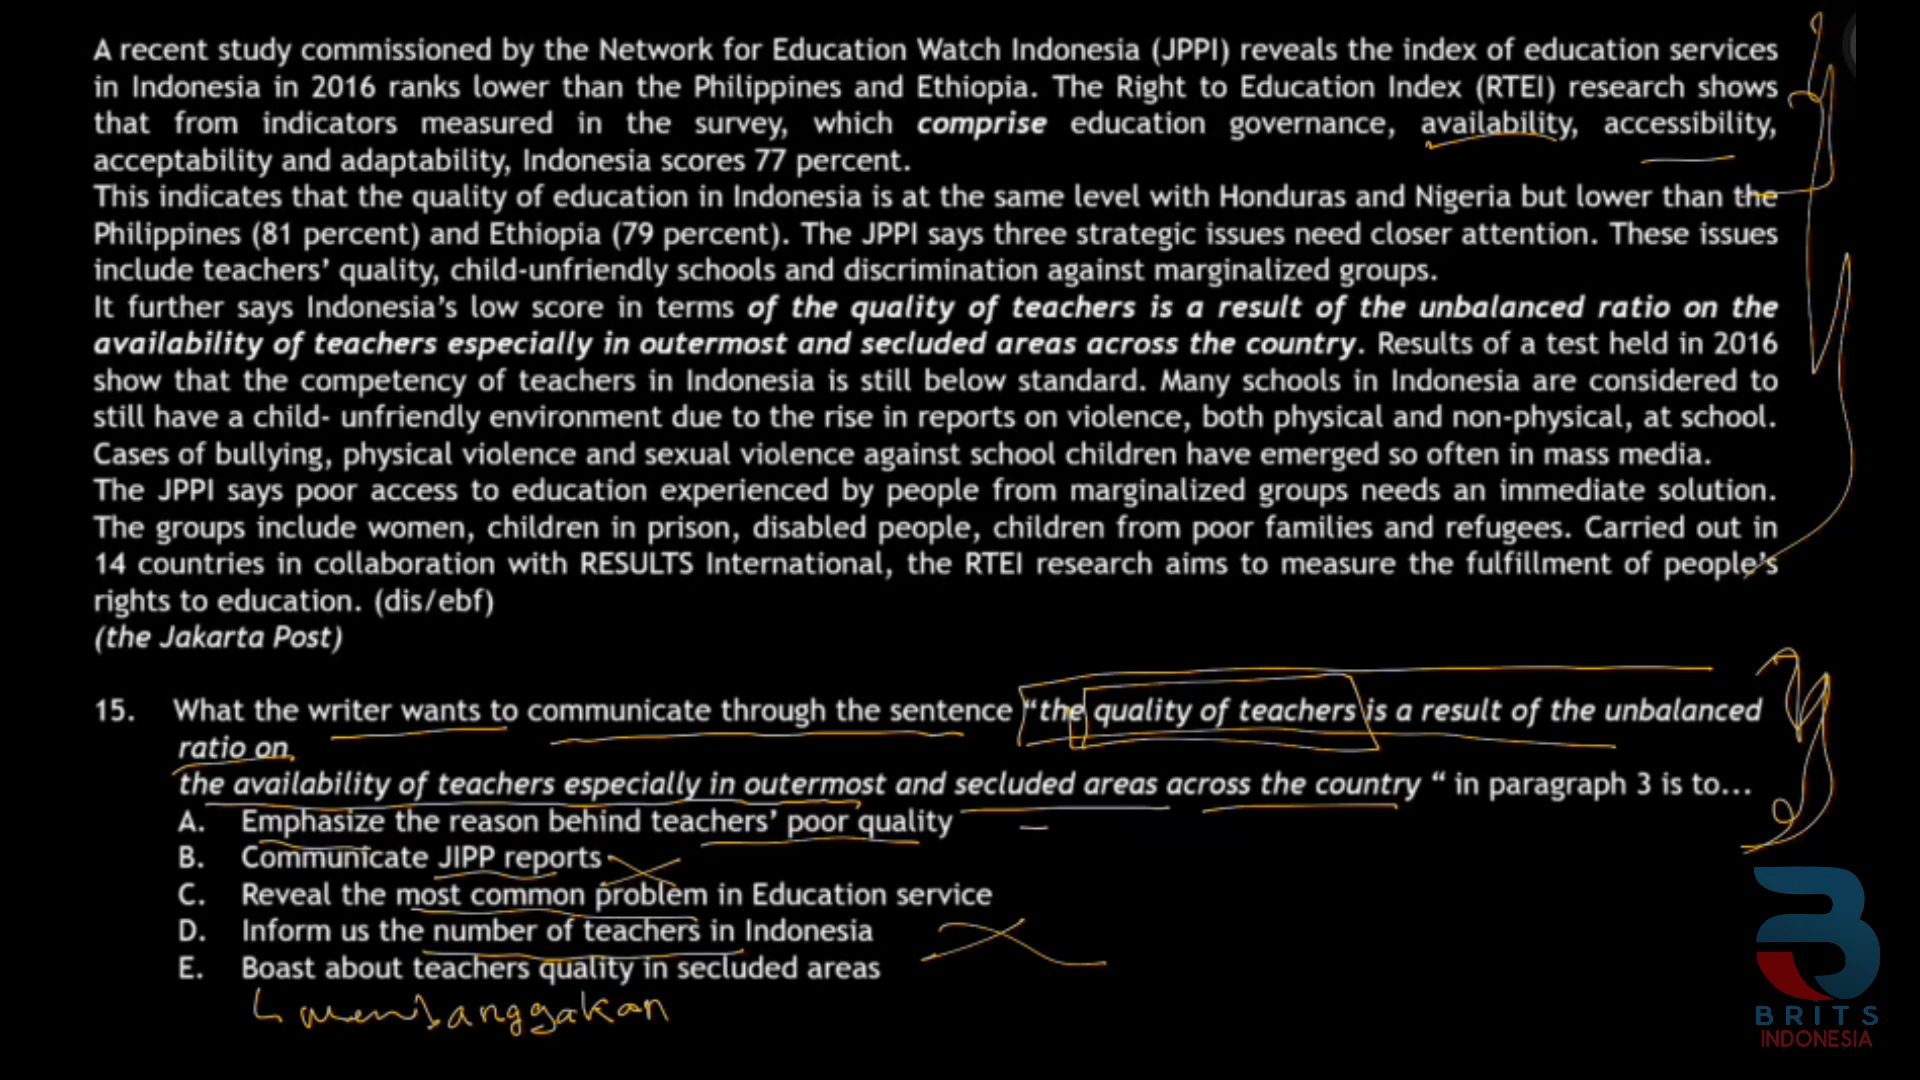 A recent study commissioned by the Network for Education Watch Indonesia (JPPI) reveals the index of education services
in Indonesia in 2016 ranks lower than the Philippines and Ethiopia. The Right to Education Index (RTEI) research shows
that from indicators measured in the survey, which comprise education governance, availability, accessibility,
acceptability and adaptability, Indonesia scores 77 percent.
This indicates that the quality of education in Indonesia is at the same level with Honduras and Nigeria but lower than the
Philippines (81 percent) and Ethiopia (79 percent). The JPPI says three strategic issues need closer attention. These issues
include teachers’ quality, child-unfriendly schools and discrimination against marginalized groups.
It further says Indonesia’s low score in terms of the quality of teachers is a result of the unbalanced ratio on the
availability of teachers especially in outermost and secluded areas across the country. Results of a test held in 2016
show that the competency of teachers in Indonesia is still below standard. Many schools in Indonesia are considered to
still have a child- unfriendly environment due to the rise in reports on violence, both physical and non-physical, at school.
Cases of bullying, physical violence and sexual violence against school children have emerged so often in mass media.
The JPPI says poor access to education experienced by people from marginalized groups needs an immediate solution.
The groups include women, children in prison, disabled people, children from poor families and refugees. Carried out in
14 countries in collaboration with RESULTS International, the RTEI research aims to measure the fulfillment of people’s
rights to education. (dis/ebf)
(the Jakarta Post)
15. What the writer wants to communicate through the sentence “the quality of teachers is a result of the unbalanced
ratio on
the availability of teachers especially in outermost and secluded areas across the country “ in paragraph 3 is to...
A. Emphasize the reason behind teachers’ poor quality
B. Communicate JIPP reports
C. Reveal the most common problem in Education service
D. Inform us the number of teachers in Indonesia
E. Boast about teachers quality in secluded areas
membanggakan
BRITS
INDONESIA